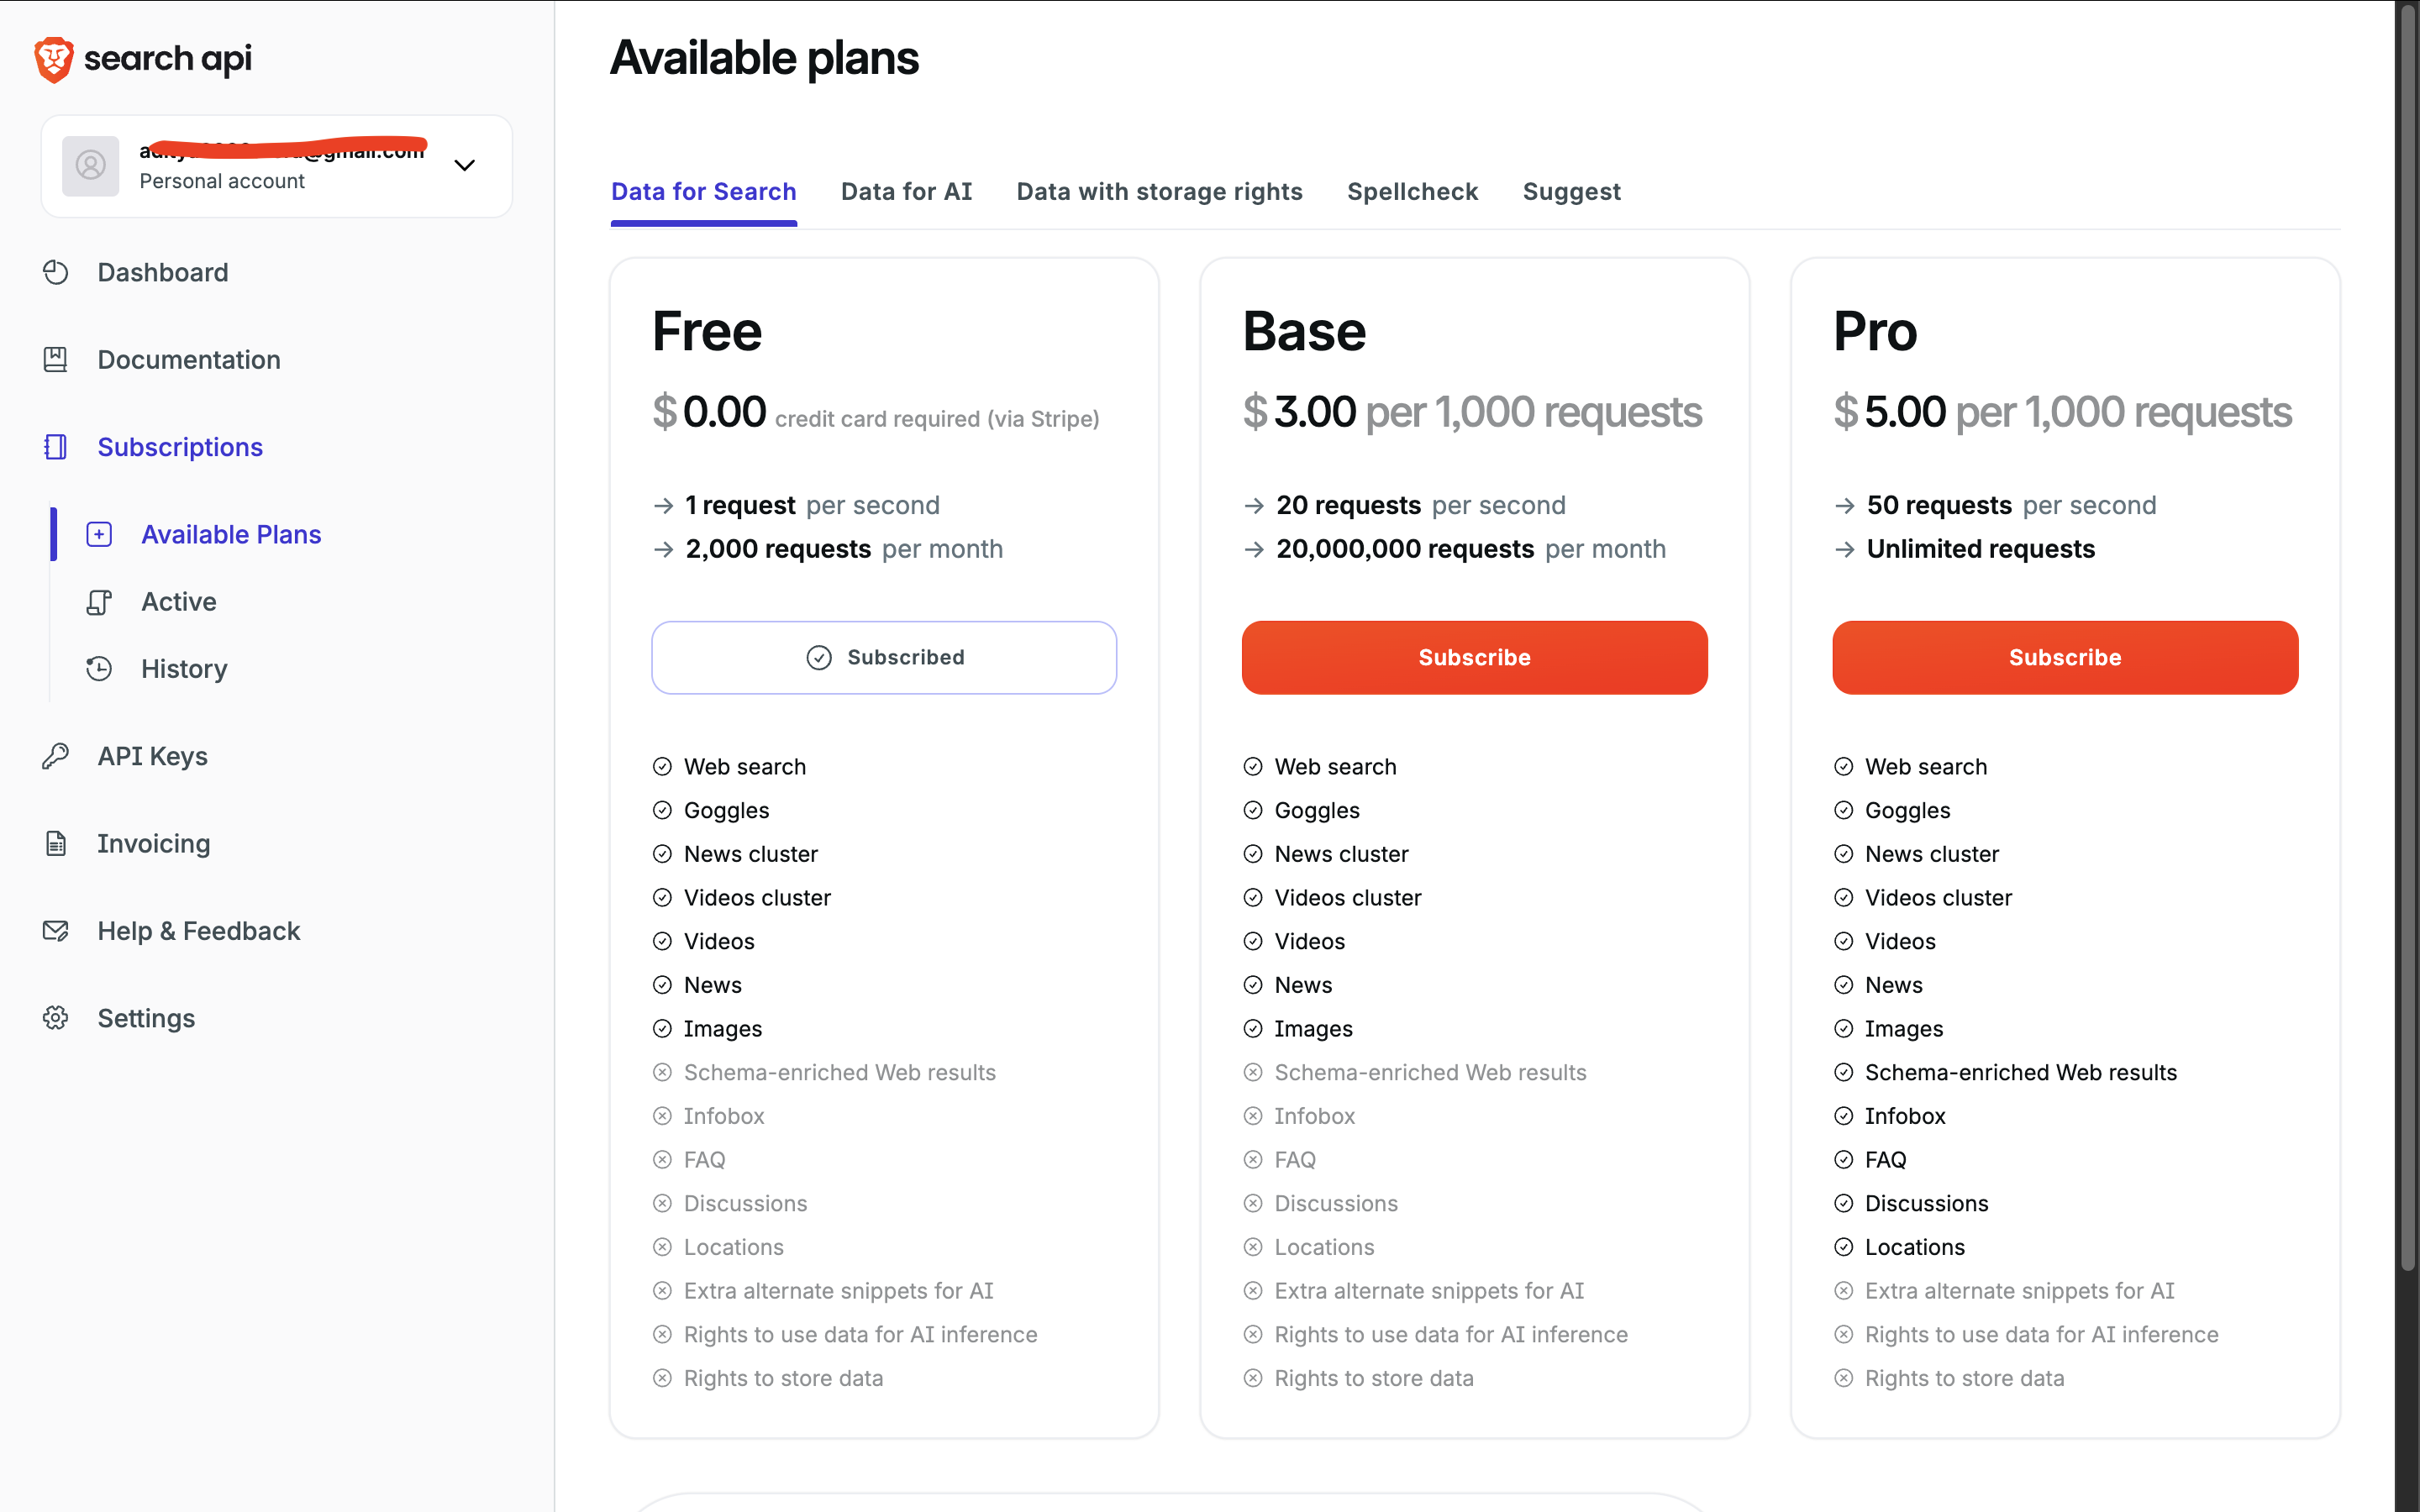 search api
Personal account
Dashboard
Documentation
Subscriptions
Available Plans
Active
History
API Keys
Invoicing
Help & Feedback
Settings
Available plans
Data for Search
Data for AI
Data with storage rights
Spellcheck
Suggest
Free
$0.00 credit card required (via Stripe)
→ 1 request per second
→ 2,000 requests per month
Subscribed
Web search
Goggles
News cluster
Videos cluster
Videos
News
Images
Schema-enriched Web results
Infobox
FAQ
Discussions
Locations
Extra alternate snippets for AI
Rights to use data for AI inference
Rights to store data
Base
$3.00 per 1,000 requests
→ 20 requests per second
→ 20,000,000 requests per month
Subscribe
Web search
Goggles
News cluster
Videos cluster
Videos
News
Images
Schema-enriched Web results
Infobox
FAQ
Discussions
Locations
Extra alternate snippets for AI
Rights to use data for AI inference
Rights to store data
Pro
$5.00 per 1,000 requests
→ 50 requests per second
→ Unlimited requests
Subscribe
Web search
Goggles
News cluster
Videos cluster
Videos
News
Images
Schema-enriched Web results
Infobox
FAQ
Discussions
Locations
Extra alternate snippets for AI
Rights to use data for AI inference
Rights to store data